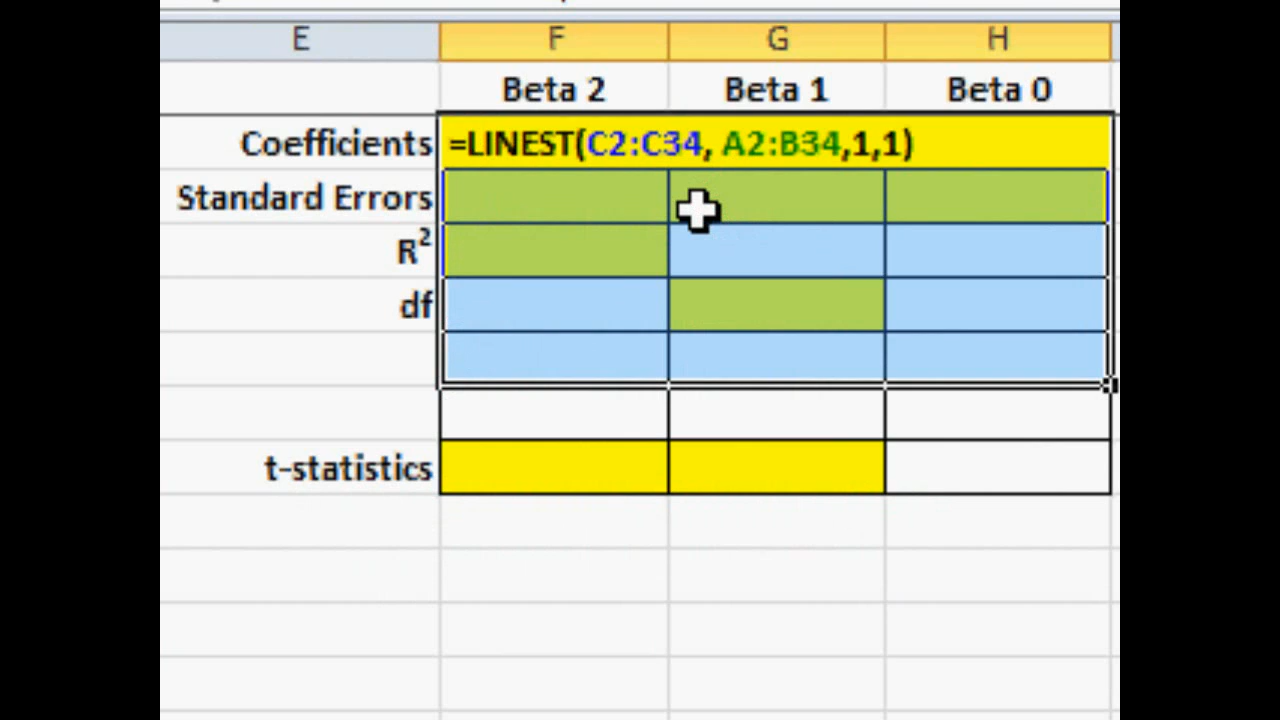 E F G H
Beta 2 Beta 1 Beta 0
Coefficients =LINEST(C2:C34, A2:B34,1,1)
Standard Errors
R²
df
t-statistics